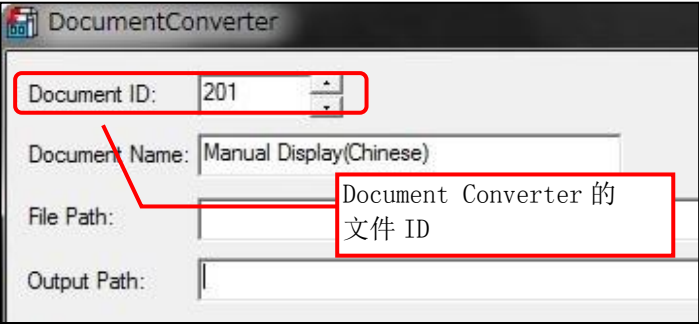 DocumentConverter
Document ID: 201
Document Name: Manual Display(Chinese)
Document Converter 的
文件 ID
File Path:
Output Path: